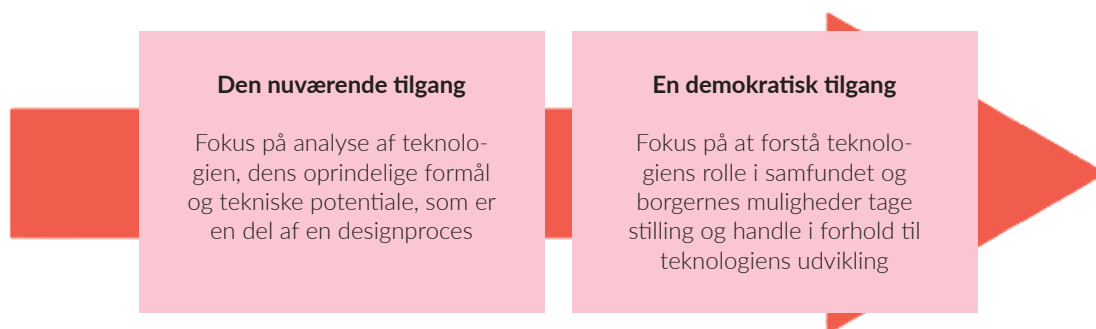 Den nuværende tilgang
Fokus på analyse af teknolo-
gien, dens oprindelige formål
og tekniske potentiale, som er
en del af en designproces
En demokratisk tilgang
Fokus på at forstå teknolo-
giens rolle i samfundet og
borgernes muligheder tage
stilling og handle i forhold til
teknologiens udvikling